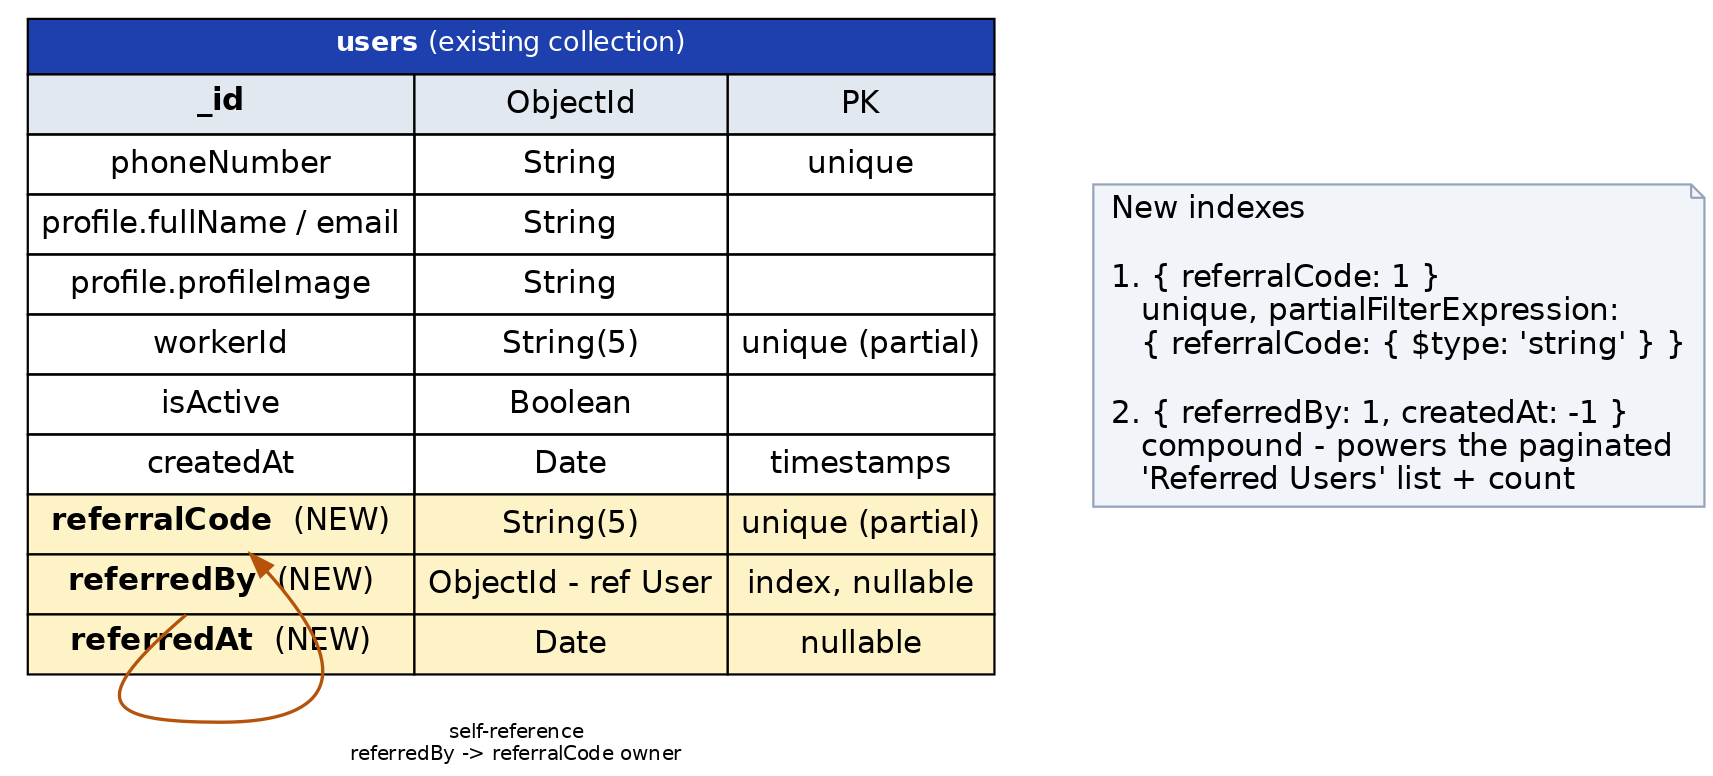 users (existing collection)
_id ObjectId PK
phoneNumber String unique
profile.fullName / email String
profile.profileImage String
workerId String(5) unique (partial)
isActive Boolean
createdAt Date timestamps
referralCode (NEW) String(5) unique (partial)
referredBy (NEW) ObjectId - ref User index, nullable
referredAt (NEW) Date nullable
self-reference
referredBy -> referralCode owner
New indexes
1. { referralCode: 1 }
unique, partialFilterExpression:
{ referralCode: { $type: 'string' } }
2. { referredBy: 1, createdAt: -1 }
compound - powers the paginated
'Referred Users' list + count